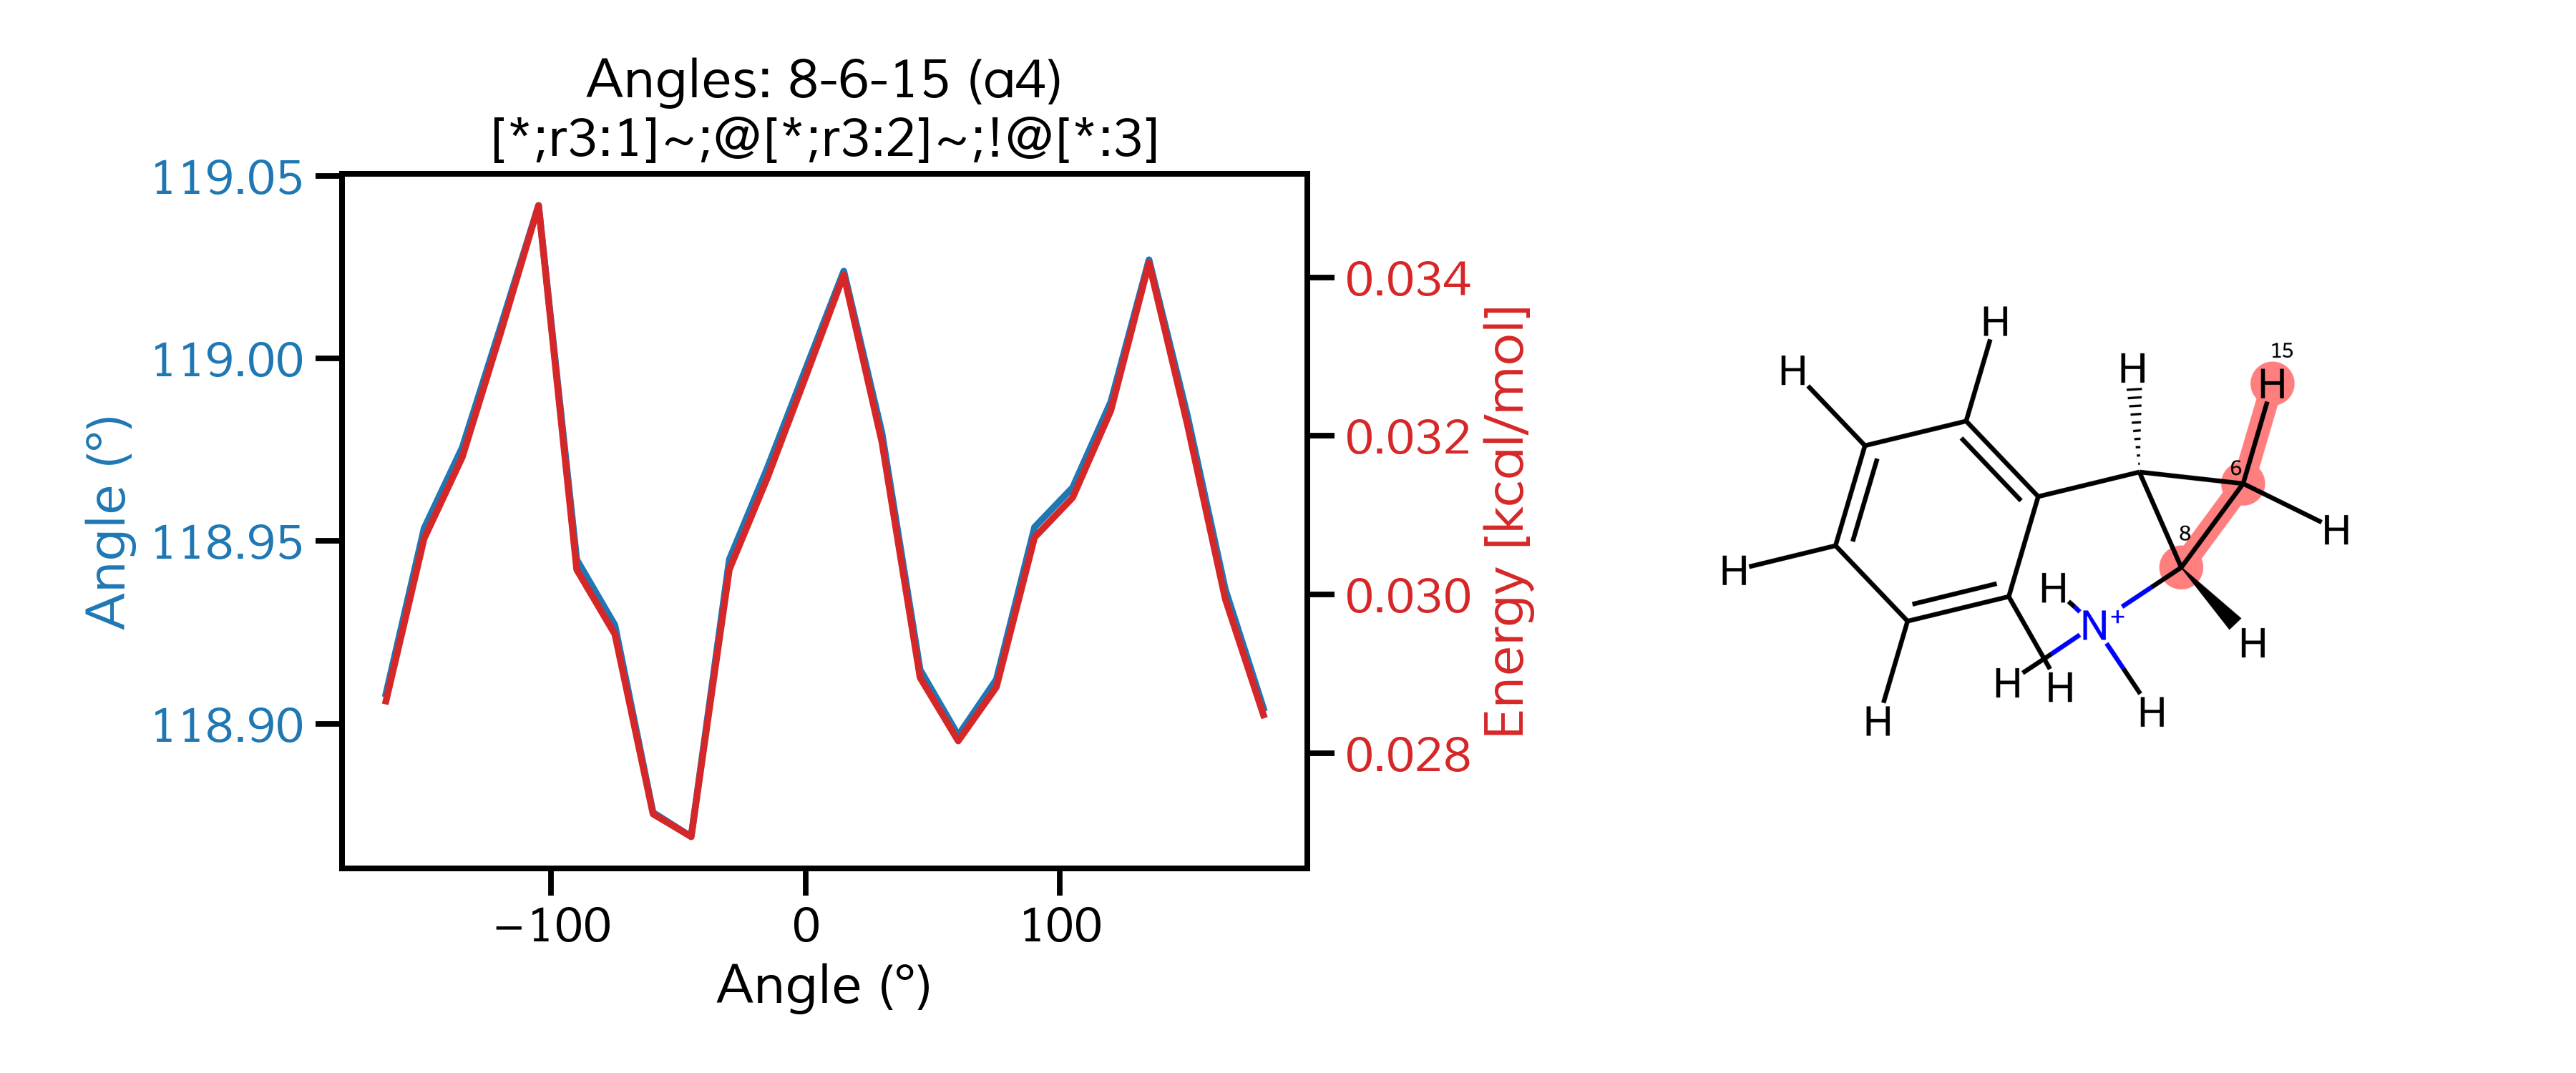 Angles: 8-6-15 (a4)
[*;r3:1]~;@[*;r3:2]~;!@[*:3]
119.05
119.00
118.95
118.90
Angle (°)
−100
0
100
Angle (°)
0.034
0.032
0.030
0.028
Energy [kcal/mol]
H
15
H
H
H
6
8
H
H
H
N+
H
H
H
H
H